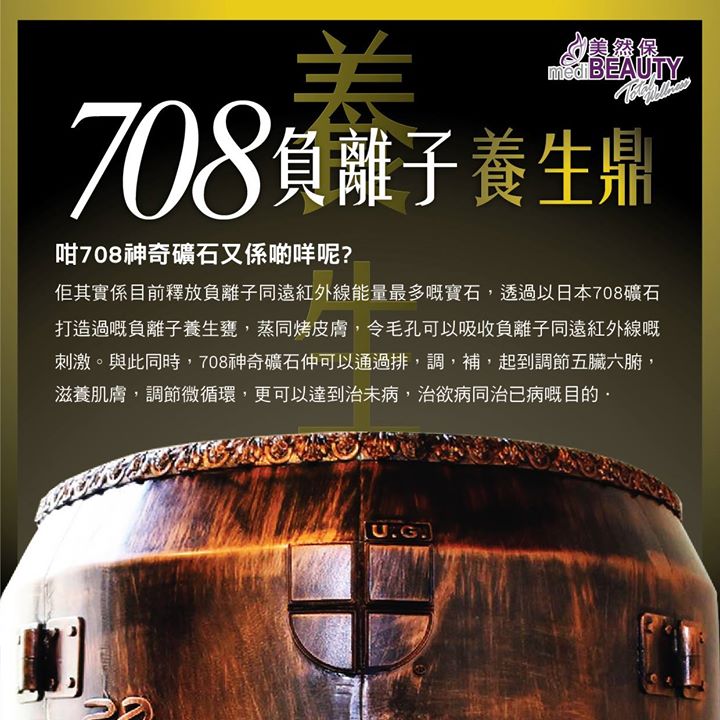 美然保
mediBEAUTY
Total Wellness
養生
708負離子養生鼎
咁708神奇礦石又係啲咩呢?
佢其實係目前釋放負離子同遠紅外線能量最多嘅寶石，透過以日本708礦石
打造過嘅負離子養生甕，蒸同烤皮膚，令毛孔可以吸收負離子同遠紅外線嘅
刺激。與此同時，708神奇礦石仲可以通過排，調，補，起到調節五臟六腑，
滋養肌膚，調節微循環，更可以達到治未病，治欲病同治已病嘅目的．
U.G.